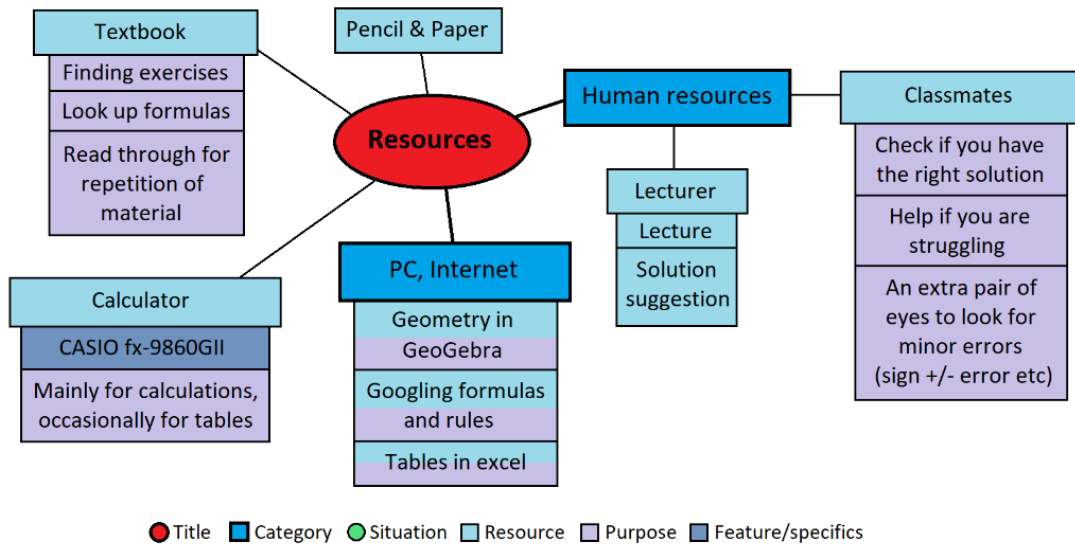 Textbook
Finding exercises
Look up formulas
Read through for
repetition of
material
Pencil & Paper
Resources
Human resources
Classmates
Check if you have
the right solution
Help if you are
struggling
An extra pair of
eyes to look for
minor errors
(sign +/- error etc)
Lecturer
Lecture
Solution
suggestion
PC, Internet
Geometry in
GeoGebra
Googling formulas
and rules
Tables in excel
Calculator
CASIO fx-9860GII
Mainly for calculations,
occasionally for tables
Title Category Situation Resource Purpose Feature/specifics